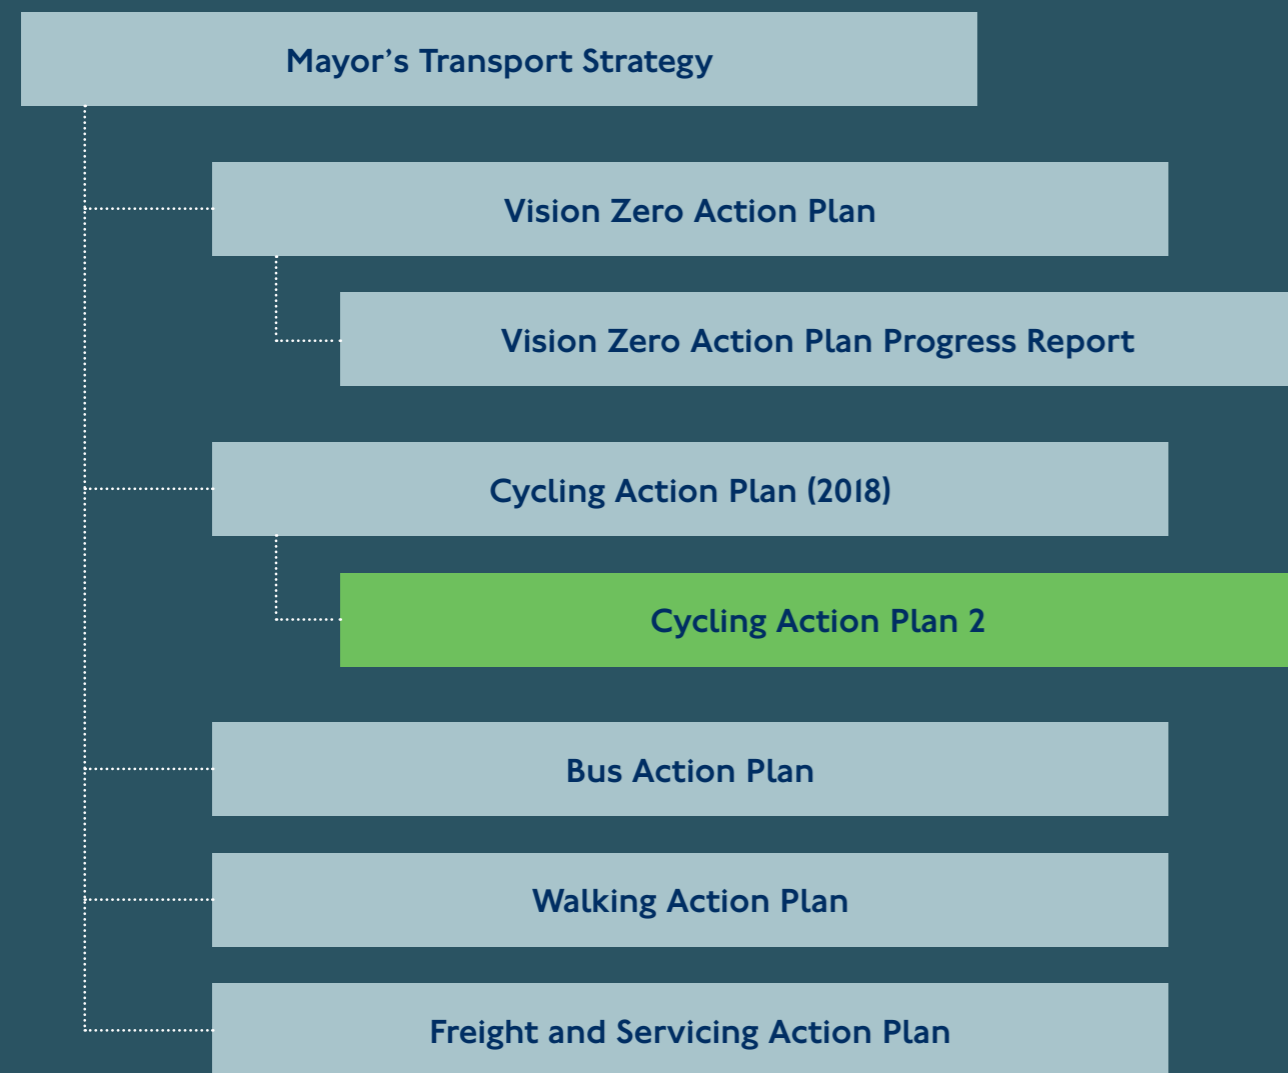 Mayor’s Transport Strategy
Vision Zero Action Plan
Vision Zero Action Plan Progress Report
Cycling Action Plan (2018)
Cycling Action Plan 2
Bus Action Plan
Walking Action Plan
Freight and Servicing Action Plan